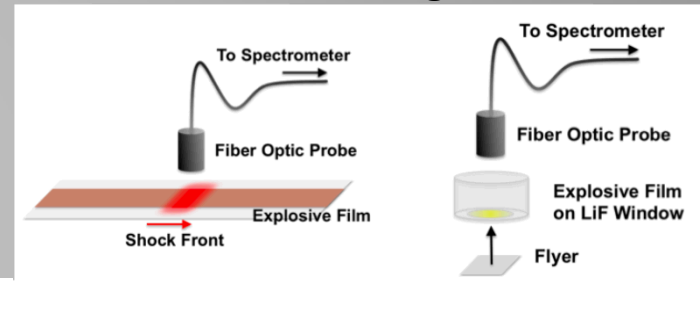 To Spectrometer
Fiber Optic Probe
Explosive Film
Shock Front
To Spectrometer
Fiber Optic Probe
Explosive Film
on LiF Window
Flyer